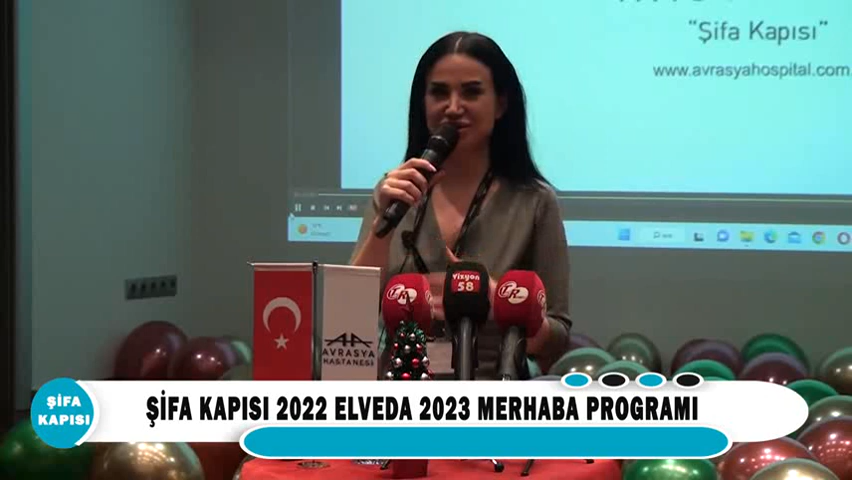 "Şifa Kapısı"
www.avrasyahospital.com
Vizyon
58
AVRASYA
HASTANESİ
ŞİFA
KAPISI
ŞİFA KAPISI 2022 ELVEDA 2023 MERHABA PROGRAMI